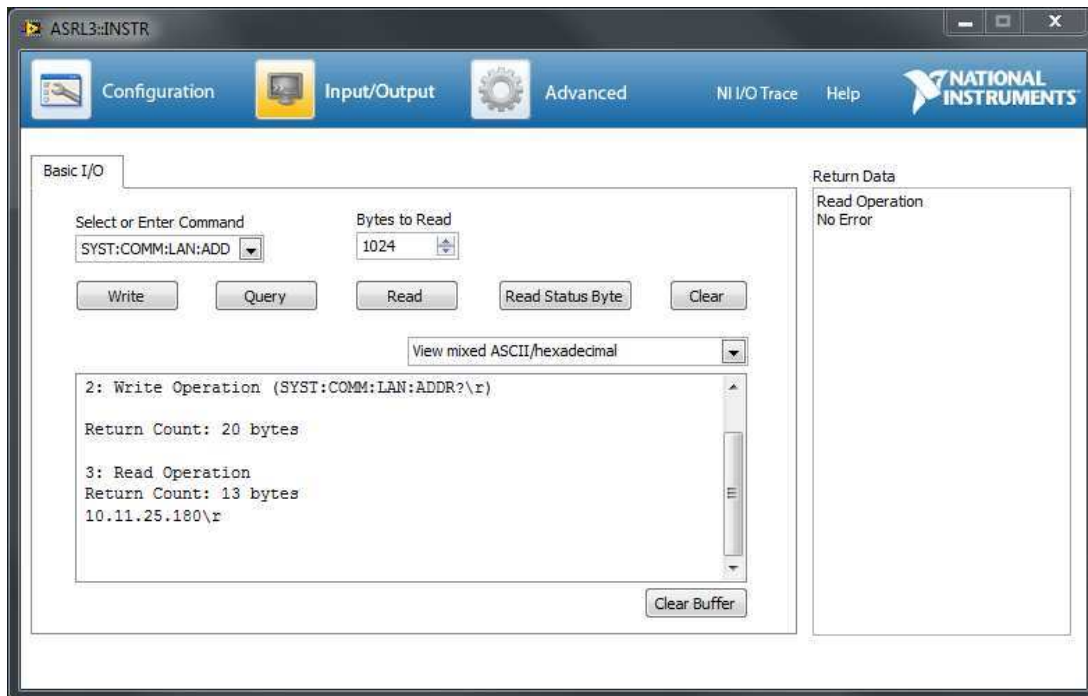 ASRL3::INSTR
Configuration
Input/Output
Advanced
NI I/O Trace
Help
NATIONAL
INSTRUMENTS
Basic I/O
Select or Enter Command
SYST:COMM:LAN:ADD
Bytes to Read
1024
Write
Query
Read
Read Status Byte
Clear
View mixed ASCII/hexadecimal
2: Write Operation (SYST:COMM:LAN:ADDR?\r)
Return Count: 20 bytes
3: Read Operation
Return Count: 13 bytes
10.11.25.180\r
Clear Buffer
Return Data
Read Operation
No Error